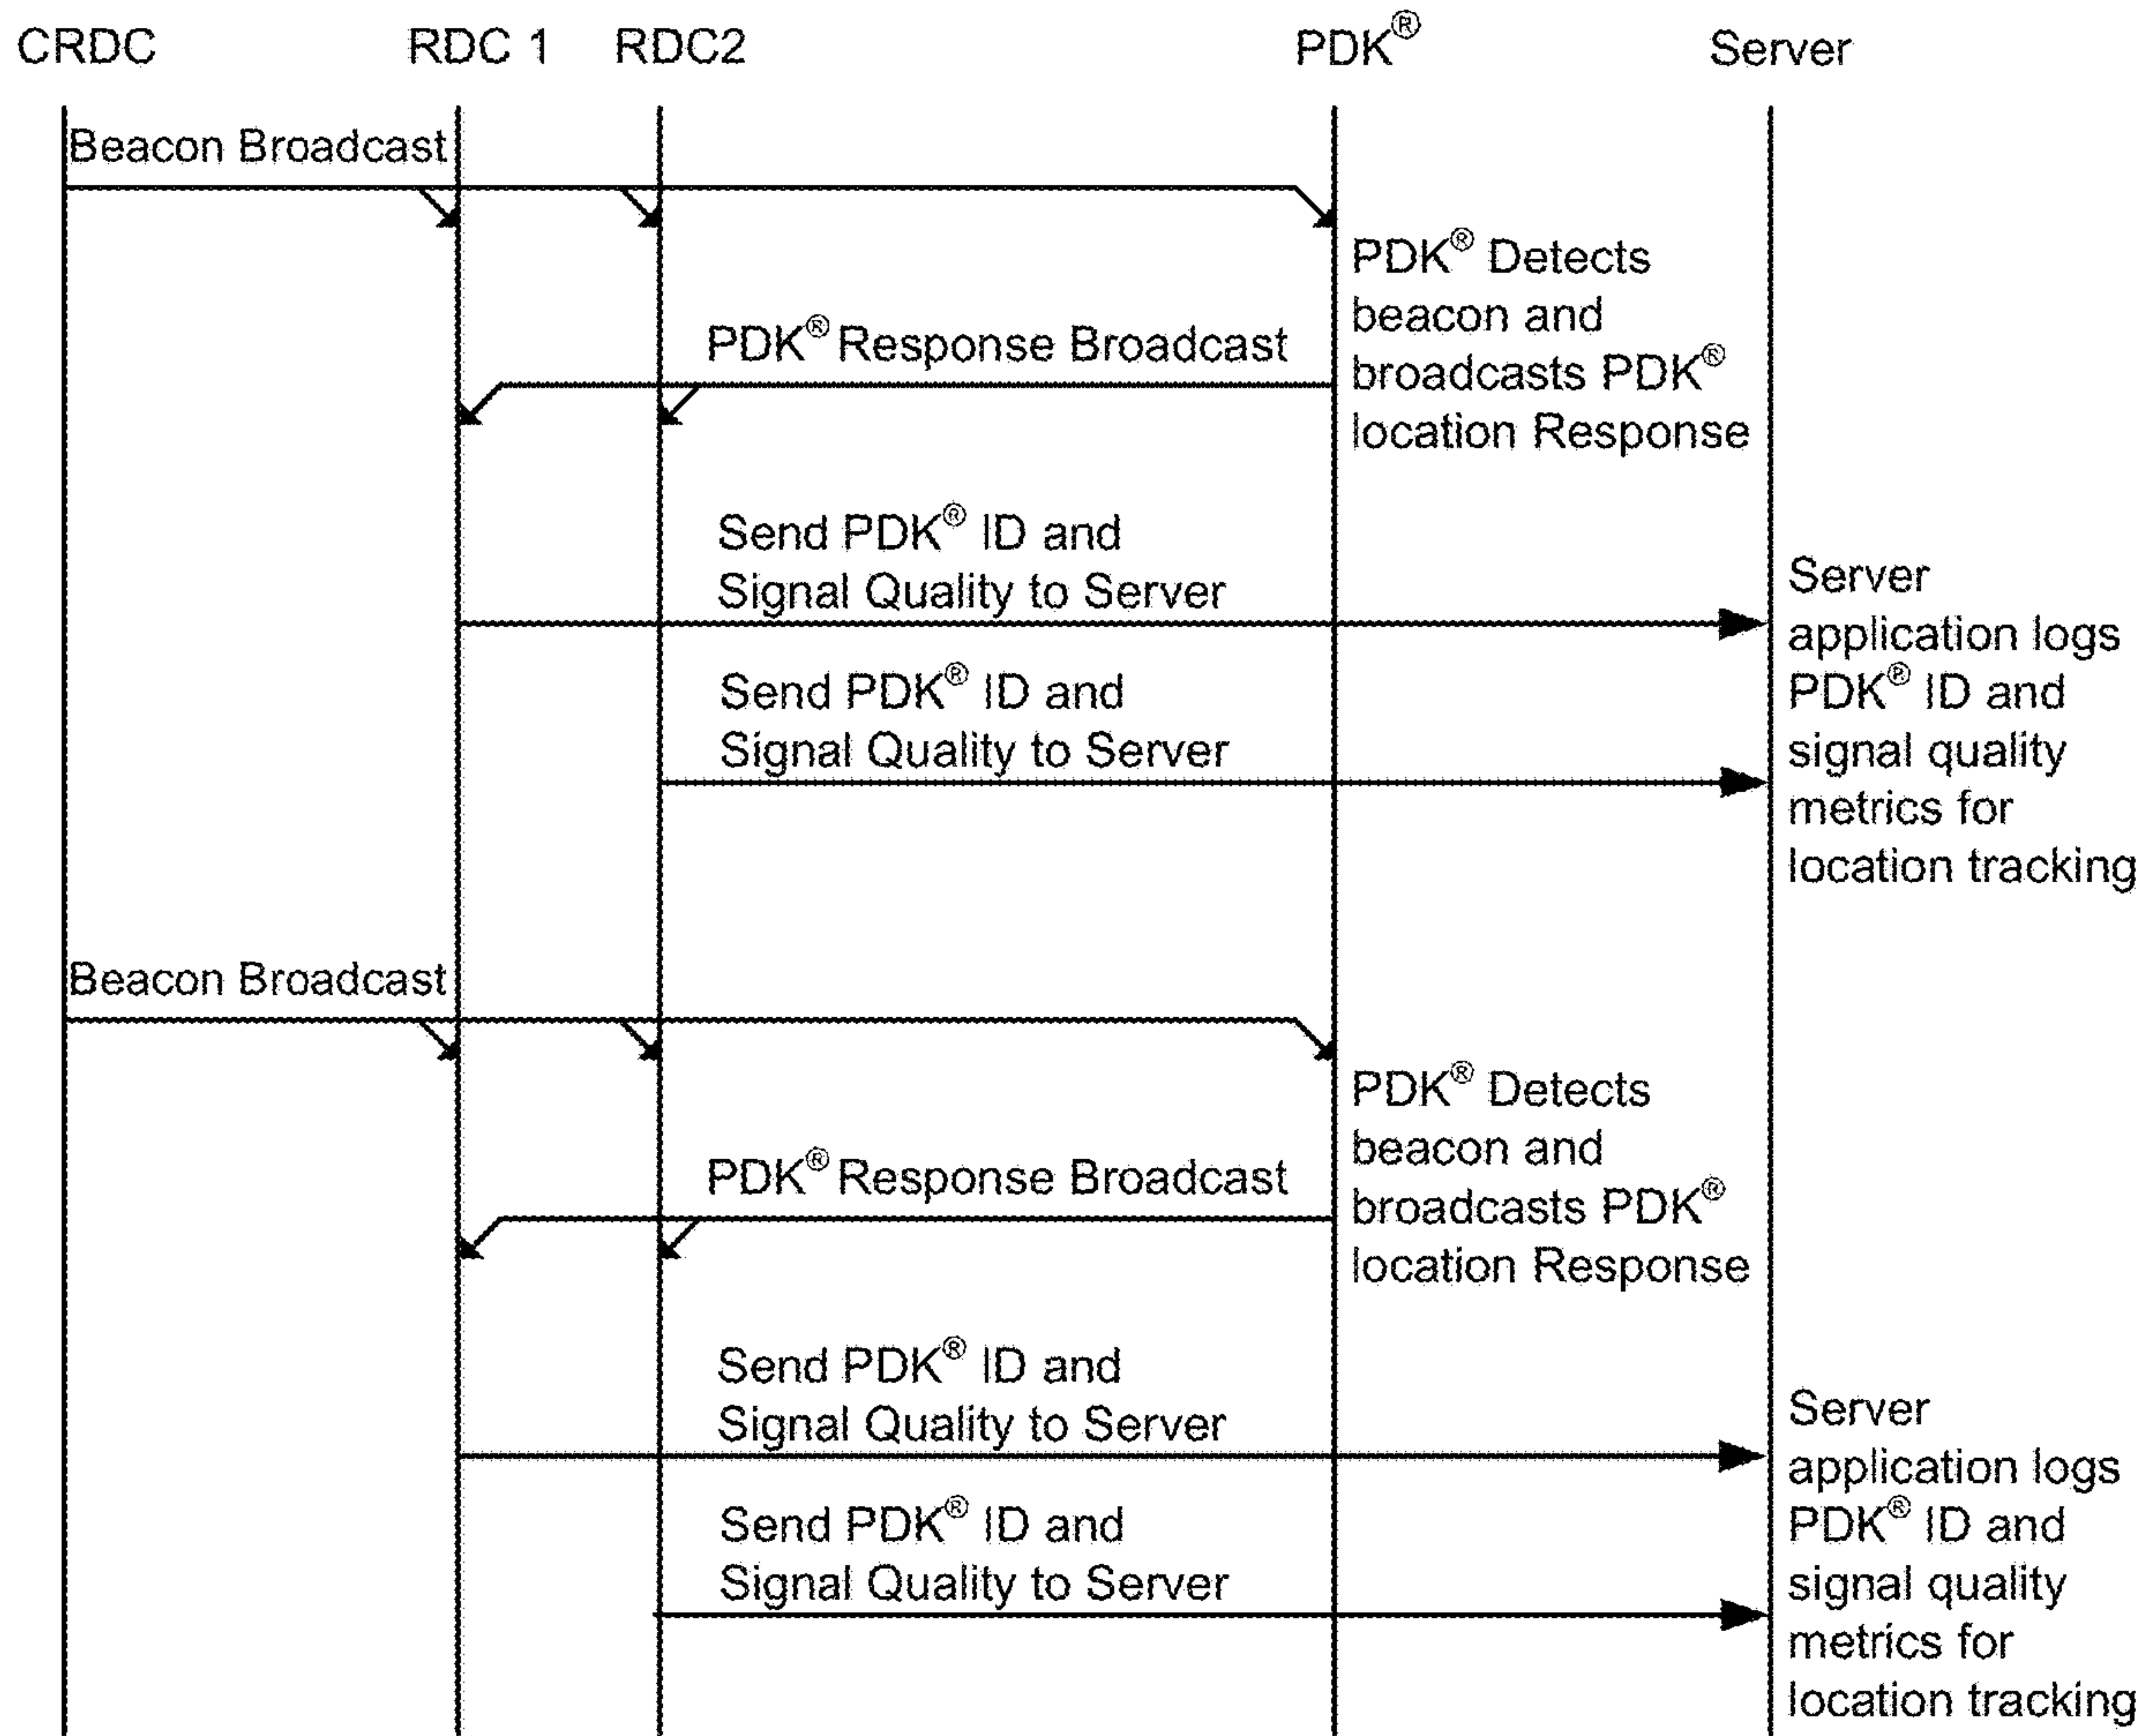 CRDC RDC 1 RDC2 PDK® Server
Beacon Broadcast
PDK® Detects
beacon and
broadcasts PDK®
location Response
PDK® Response Broadcast
Send PDK® ID and
Signal Quality to Server
Send PDK® ID and
Signal Quality to Server
Server
application logs
PDK® ID and
signal quality
metrics for
location tracking
Beacon Broadcast
PDK® Detects
beacon and
broadcasts PDK®
location Response
PDK® Response Broadcast
Send PDK® ID and
Signal Quality to Server
Send PDK® ID and
Signal Quality to Server
Server
application logs
PDK® ID and
signal quality
metrics for
location tracking